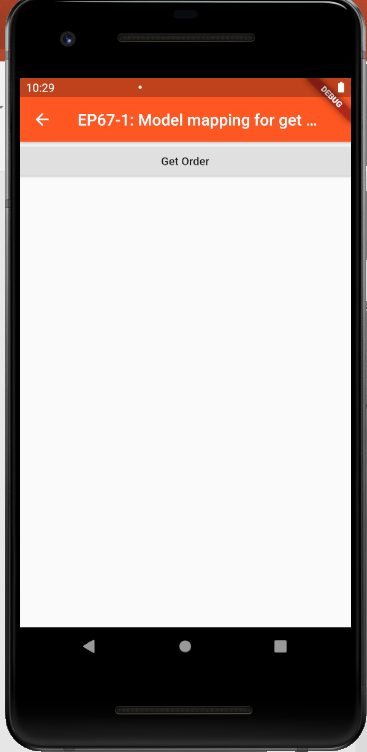 10:29
DEBUG
EP67-1: Model mapping for get ...
Get Order